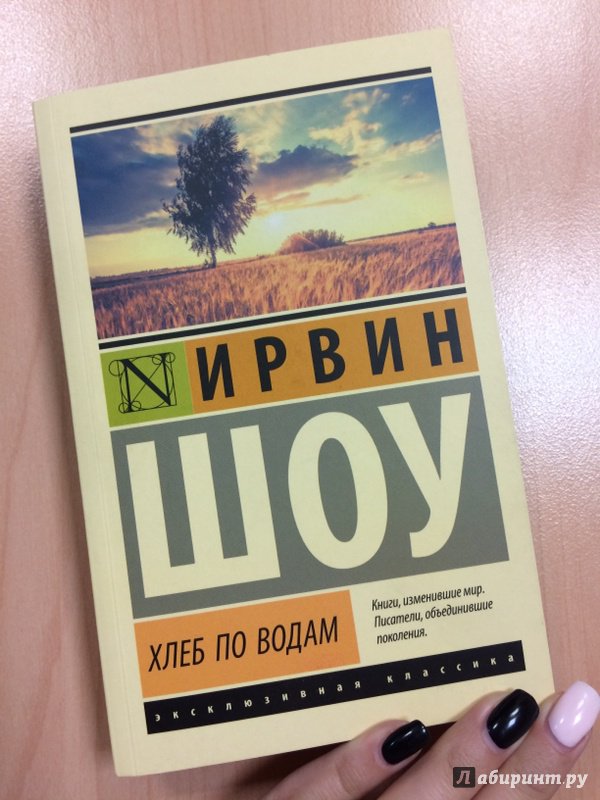 N
ИРВИН
ШОУ
ХЛЕБ ПО ВОДАМ
Книги, изменившие мир.
Писатели, объединившие
поколения.
эксклюзивная классика
Лабиринт.ру